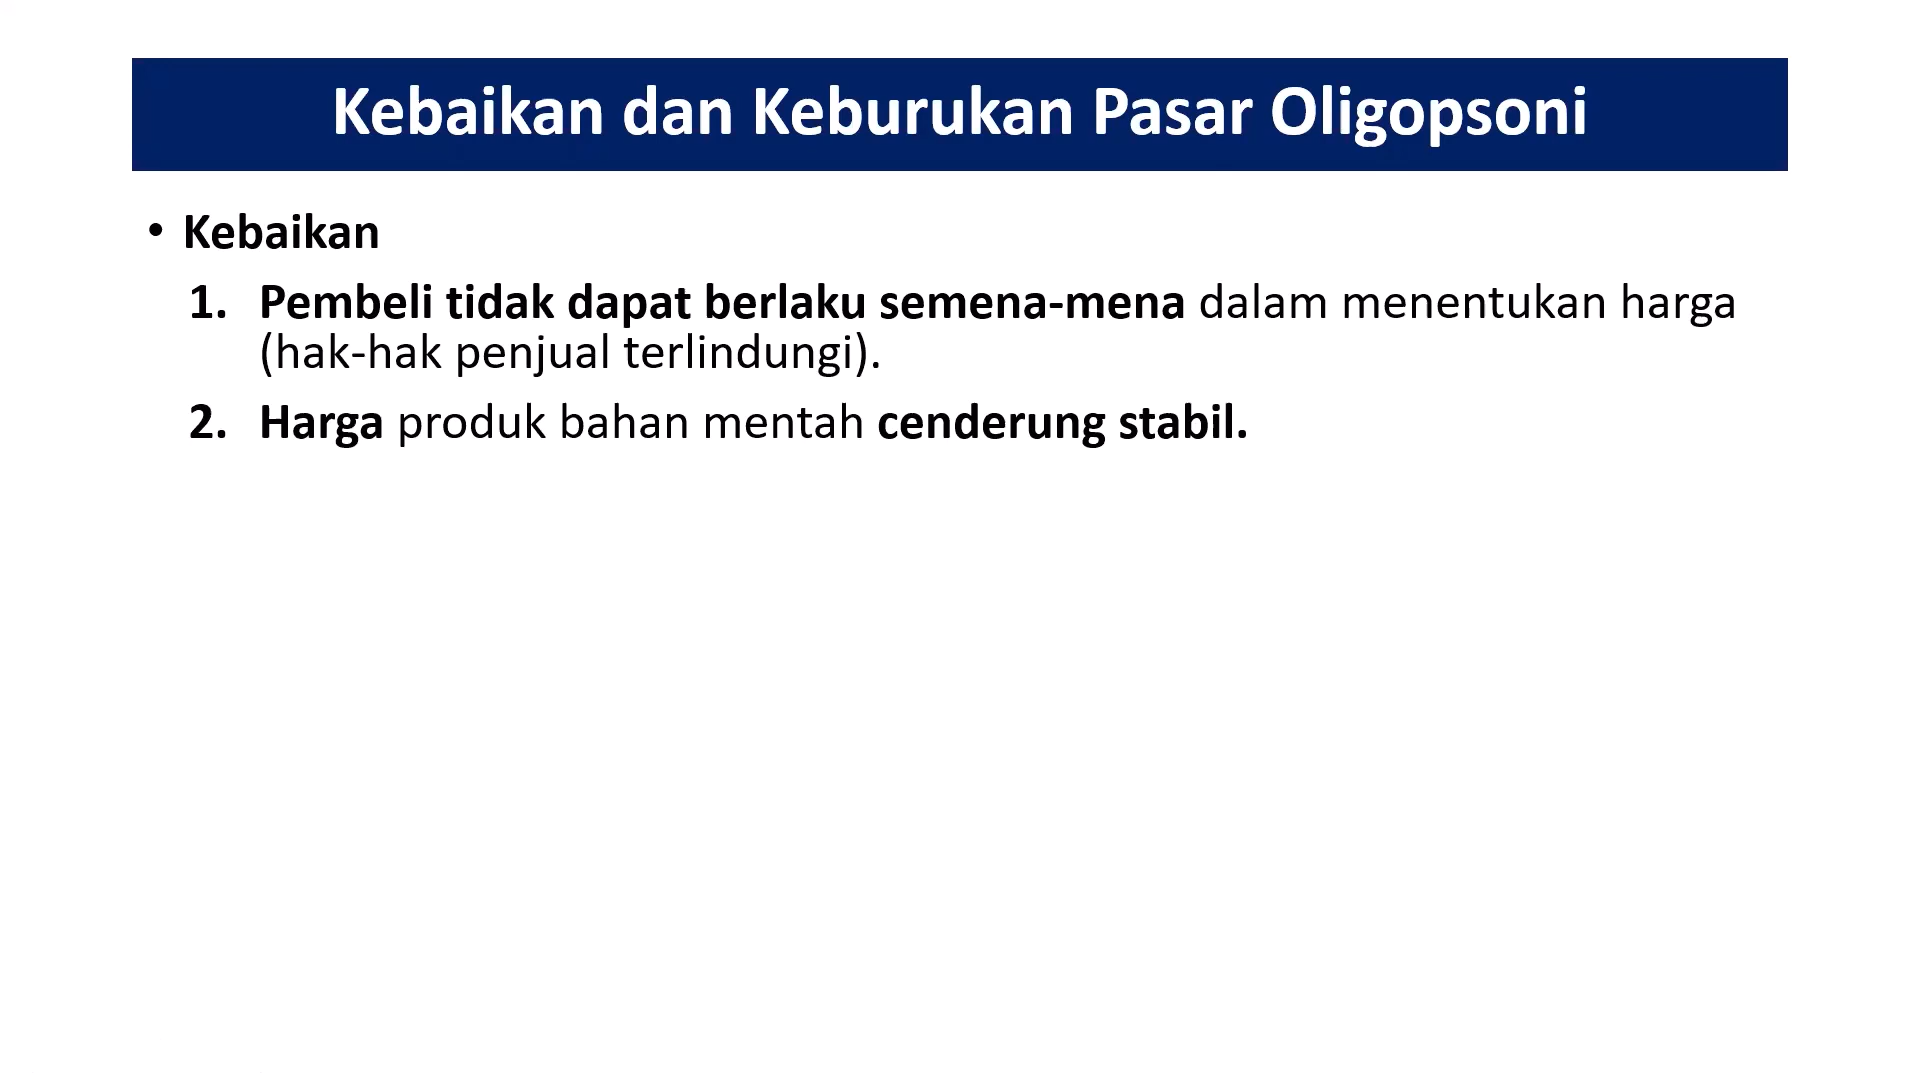 Kebaikan dan Keburukan Pasar Oligopsoni
• Kebaikan
1. Pembeli tidak dapat berlaku semena-mena dalam menentukan harga
(hak-hak penjual terlindungi).
2. Harga produk bahan mentah cenderung stabil.